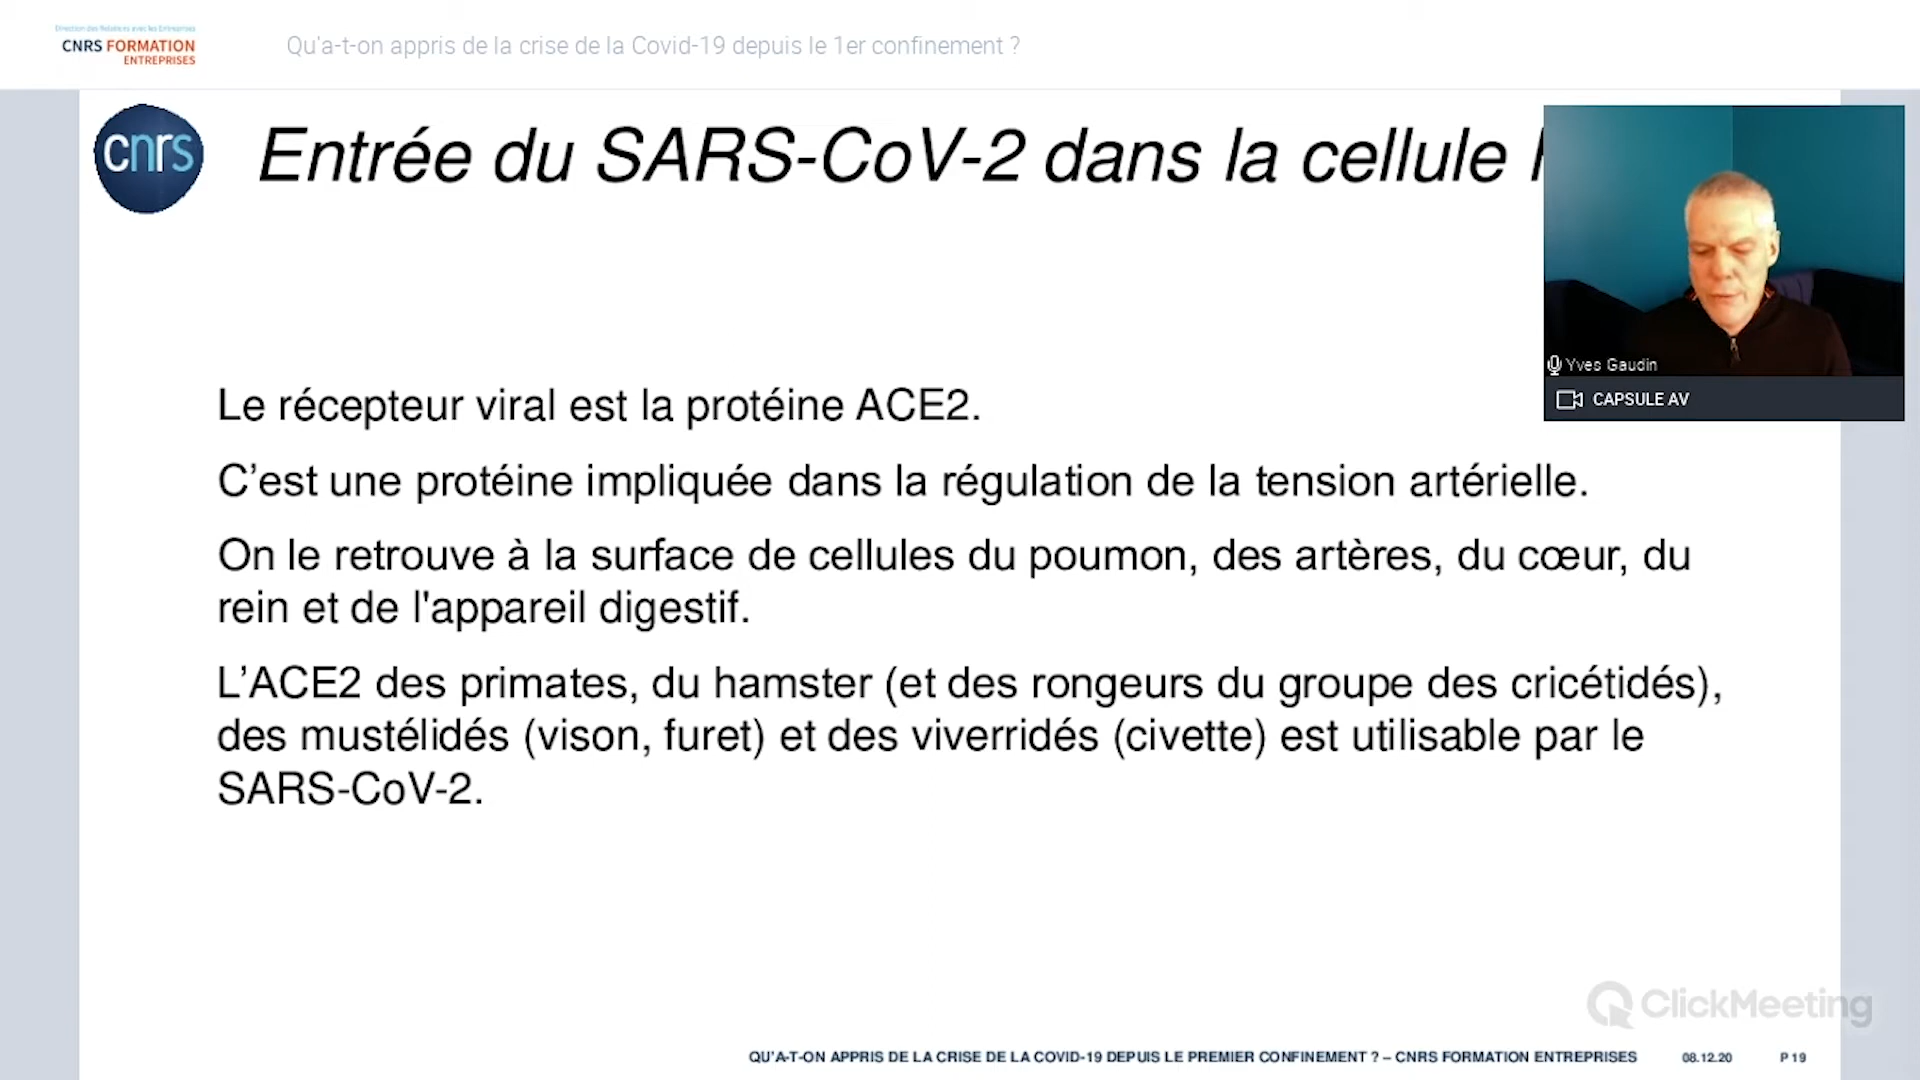 Direction des Relations avec les Entreprises
CNRS FORMATION
ENTREPRISES
Qu'a-t-on appris de la crise de la Covid-19 depuis le 1er confinement ?
cnrs
Entrée du SARS-CoV-2 dans la cellule
Yves Gaudin
CAPSULE AV
Le récepteur viral est la protéine ACE2.
C’est une protéine impliquée dans la régulation de la tension artérielle.
On le retrouve à la surface de cellules du poumon, des artères, du cœur, du
rein et de l'appareil digestif.
L’ACE2 des primates, du hamster (et des rongeurs du groupe des cricétidés),
des mustélidés (vison, furet) et des viverridés (civette) est utilisable par le
SARS-CoV-2.
ClickMeeting
QU’A-T-ON APPRIS DE LA CRISE DE LA COVID-19 DEPUIS LE PREMIER CONFINEMENT ? – CNRS FORMATION ENTREPRISES 08.12.20 P 19